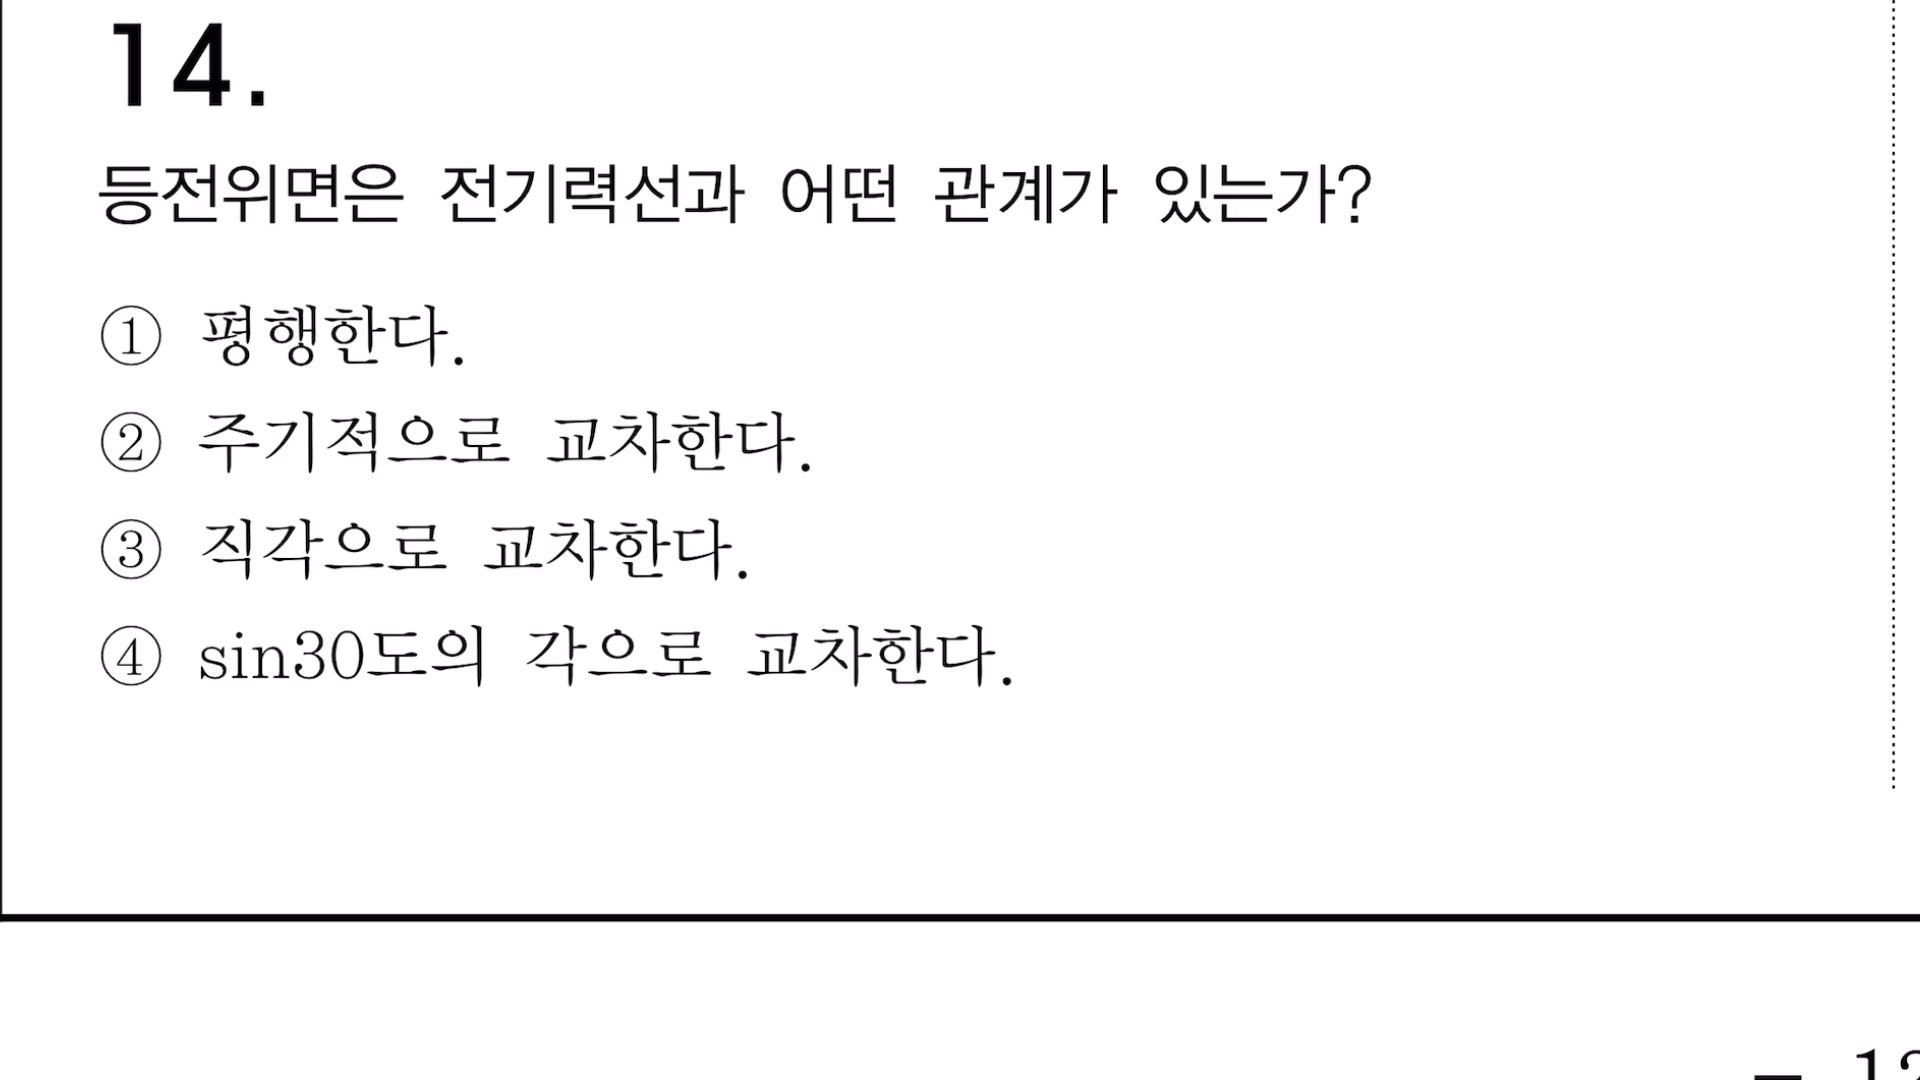 14.
등전위면은 전기력선과 어떤 관계가 있는가?
① 평행한다.
② 주기적으로 교차한다.
③ 직각으로 교차한다.
④ sin30도의 각으로 교차한다.